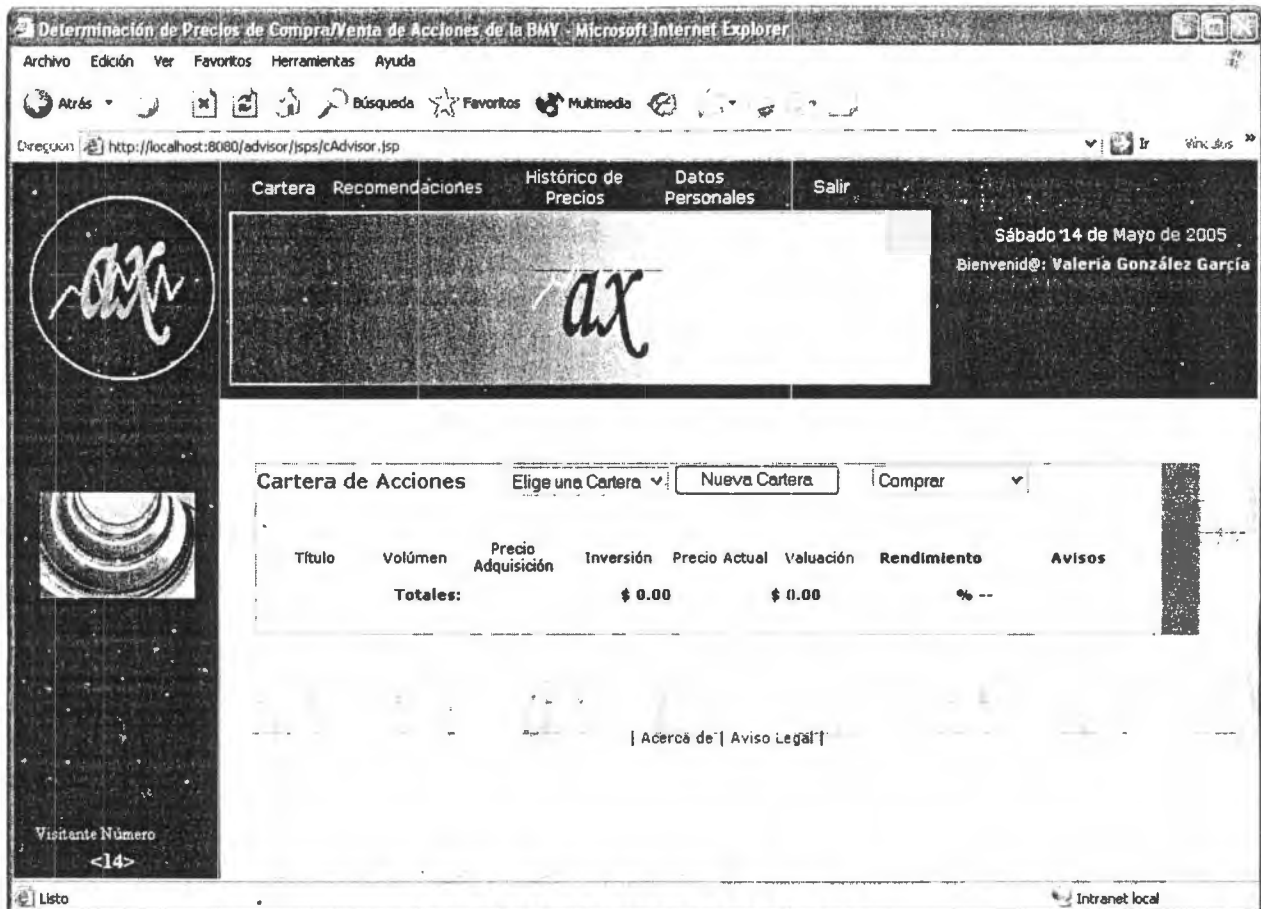 Determinación de Precios de Compra/Venta de Acciones de la BMV - Microsoft Internet Explorer
Archivo Edición Ver Favoritos Herramientas Ayuda
Atrás Búsqueda Favoritos Multimedia
Dirección http://localhost:8080/advisor/jsps/cAdvisor.jsp Ir Vínculos »
Cartera Recomendaciones Histórico de Precios Datos Personales Salir
Sábado 14 de Mayo de 2005
Bienvenid@: Valeria González García
ax
ax
Cartera de Acciones Elige una Cartera Nueva Cartera Comprar
Título Volúmen Precio Adquisición Inversión Precio Actual Valuación Rendimiento Avisos
Totales: $ 0.00 $ 0.00 % --
| Acerca de | Aviso Legal |
Visitante Número
<14>
Listo Intranet local